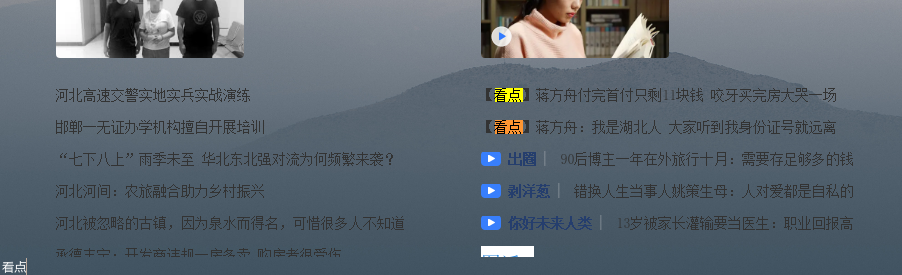 河北高速交警实地实兵实战演练
邯郸一无证办学机构擅自开展培训
“七下八上”雨季未至 华北东北强对流为何频繁来袭？
河北河间：农旅融合助力乡村振兴
河北被忽略的古镇，因为泉水而得名，可惜很多人不知道
【看点】蒋方舟付完首付只剩11块钱 咬牙买完房大哭一场
【看点】蒋方舟：我是湖北人 大家听到我身份证号就远离
出圈 | 90后博主一年在外旅行十月：需要存足够多的钱
剥洋葱 | 错换人生当事人姚策生母：人对爱都是自私的
你好未来人类 | 13岁被家长灌输要当医生：职业回报高
看点